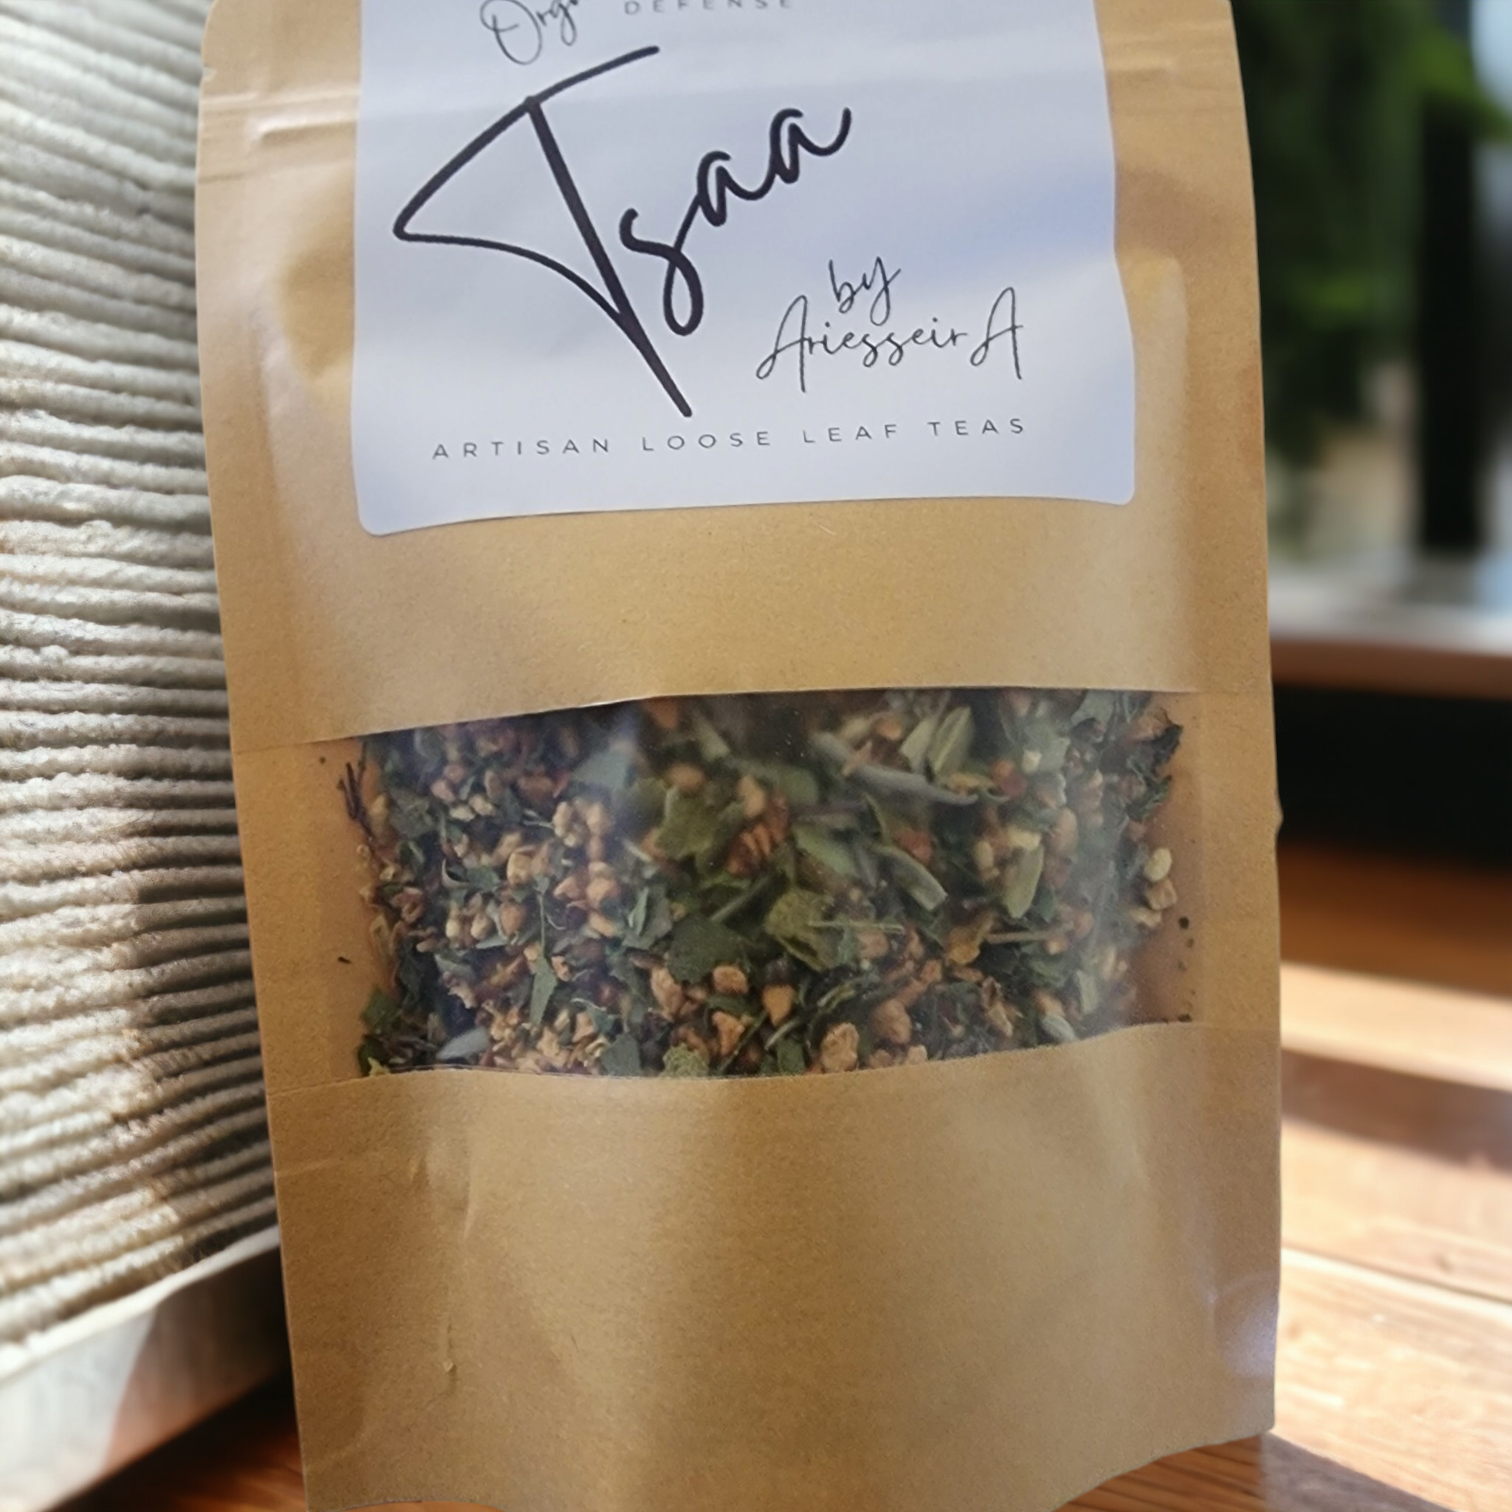 DEFENSE
Tsaa
by
AriesseirA
ARTISAN LOOSE LEAF TEAS